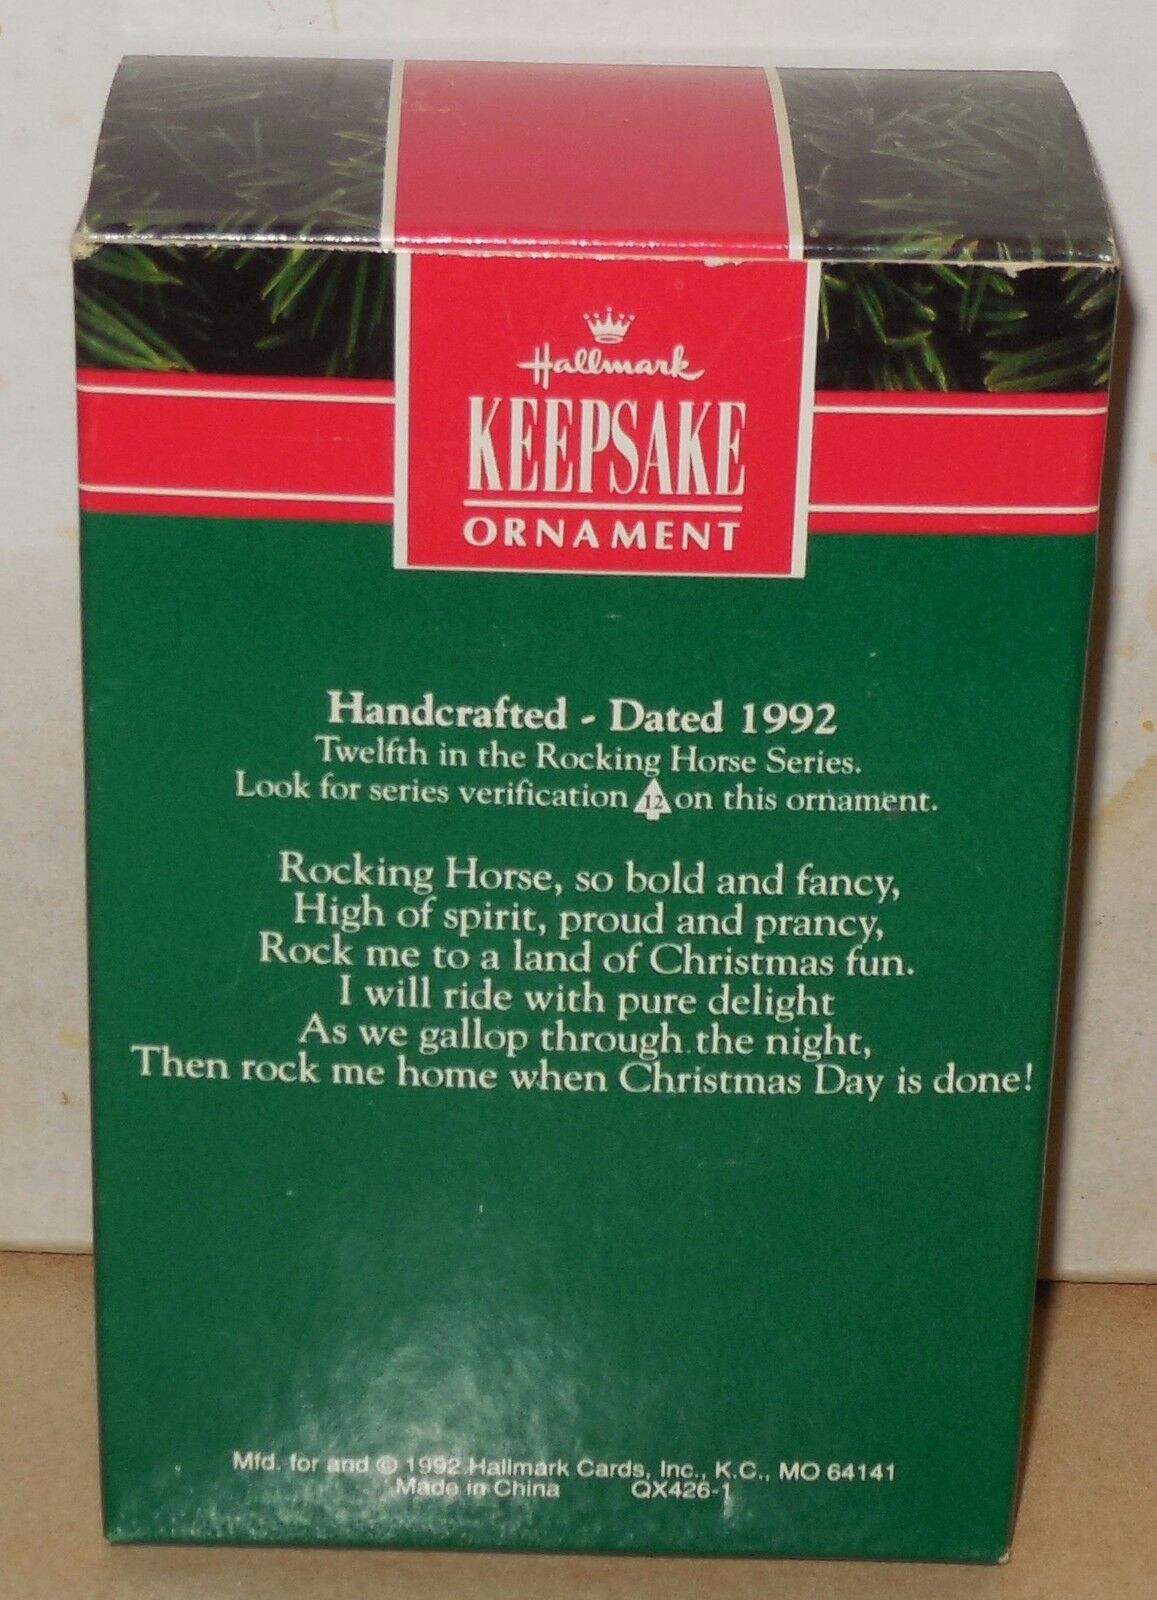 Hallmark
KEEPSAKE
ORNAMENT
Handcrafted - Dated 1992
Twelfth in the Rocking Horse Series.
Look for series verification 12 on this ornament.
Rocking Horse, so bold and fancy,
High of spirit, proud and prancy,
Rock me to a land of Christmas fun.
I will ride with pure delight
As we gallop through the night,
Then rock me home when Christmas Day is done!
Mfd. for and © 1992 Hallmark Cards, Inc., K.C., MO 64141
Made in China QX426-1